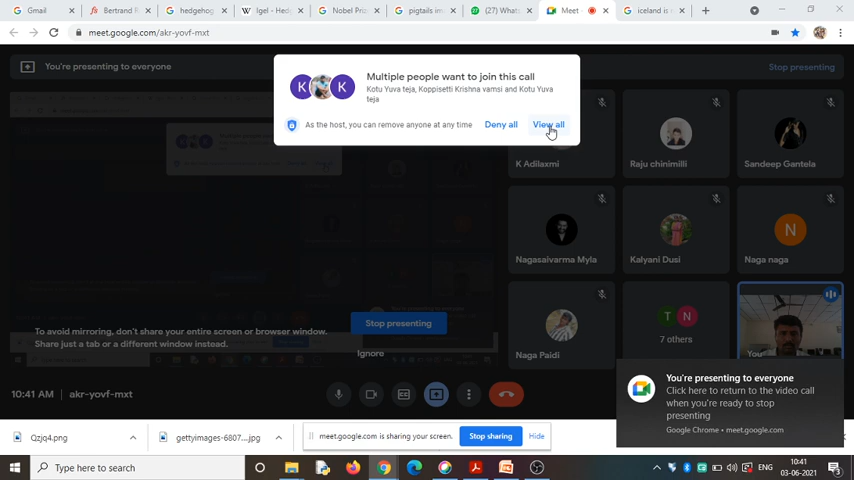 Gmail
Bertrand R
hedgehog
Igel - Hedg
Nobel Priz
pigtails im
(27) Whats
Meet -
iceland is
meet.google.com/akr-yovf-mxt
You're presenting to everyone
Stop presenting
Multiple people want to join this call
Kotu Yuva teja, Koppisetti Krishna vamsi and Kotu Yuva
teja
As the host, you can remove anyone at any time
Deny all
View all
K Adilaxmi
Raju chinimilli
Sandeep Gantela
Nagasaivarma Myla
Kalyani Dusi
Naga naga
Naga Paidi
7 others
You
To avoid mirroring, don't share your entire screen or browser window.
Share just a tab or a different window instead.
Stop presenting
Ignore
10:41 AM | akr-yovf-mxt
You're presenting to everyone
Click here to return to the video call
when you're ready to stop
presenting
Google Chrome • meet.google.com
Qzjq4.png
gettyimages-6807....jpg
meet.google.com is sharing your screen.
Stop sharing
Hide
Type here to search
ENG
10:41
03-06-2021